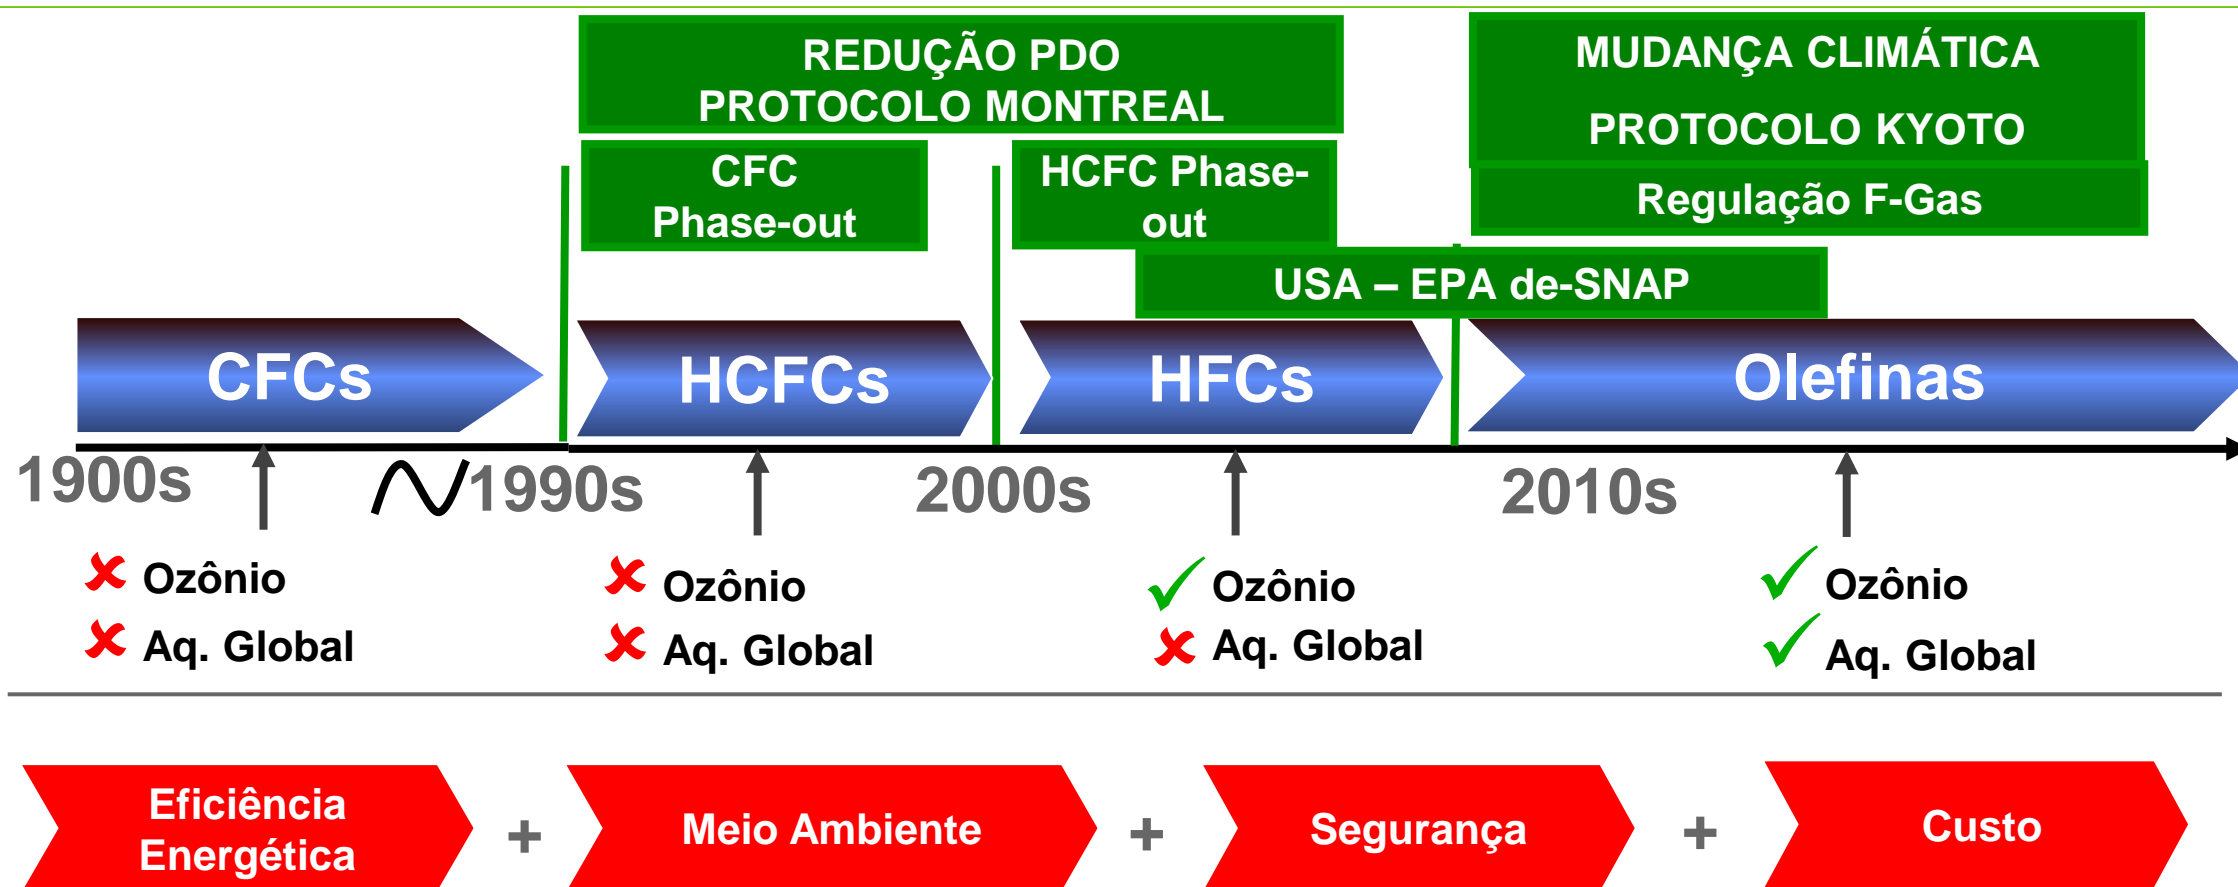 REDUÇÃO PDO
PROTOCOLO MONTREAL
MUDANÇA CLIMÁTICA
PROTOCOLO KYOTO
CFC
Phase-out
HCFC Phase-
out
Regulação F-Gas
USA – EPA de-SNAP
CFCs
HCFCs
HFCs
Olefinas
1900s
1990s
2000s
2010s
Ozônio
Aq. Global
Ozônio
Aq. Global
Ozônio
Aq. Global
Ozônio
Aq. Global
Eficiência
Energética
+
Meio Ambiente
+
Segurança
+
Custo